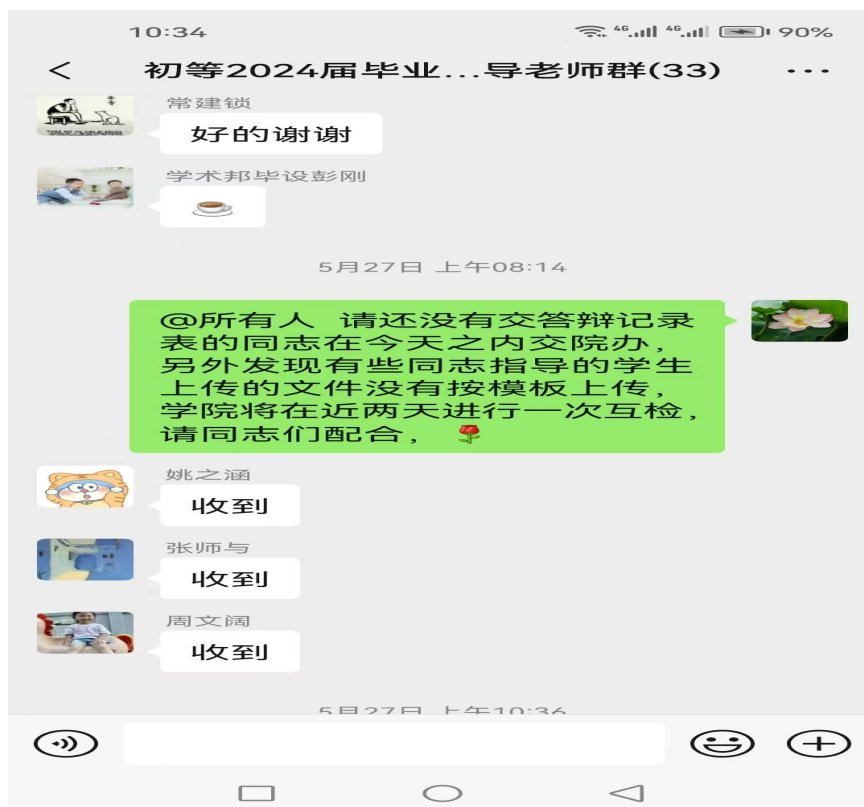 10:34
46 46 90%
初等2024届毕业...导老师群(33)
常建锁
好的谢谢
学术邦毕设彭刚
5月27日 上午08:14
@所有人 请还没有交答辩记录
表的同志在今天之内交院办,
另外发现有些同志指导的学生
上传的文件没有按模板上传,
学院将在近两天进行一次互检,
请同志们配合,
姚之涵
收到
张师与
收到
周文阔
收到
5月27日 上午10:36